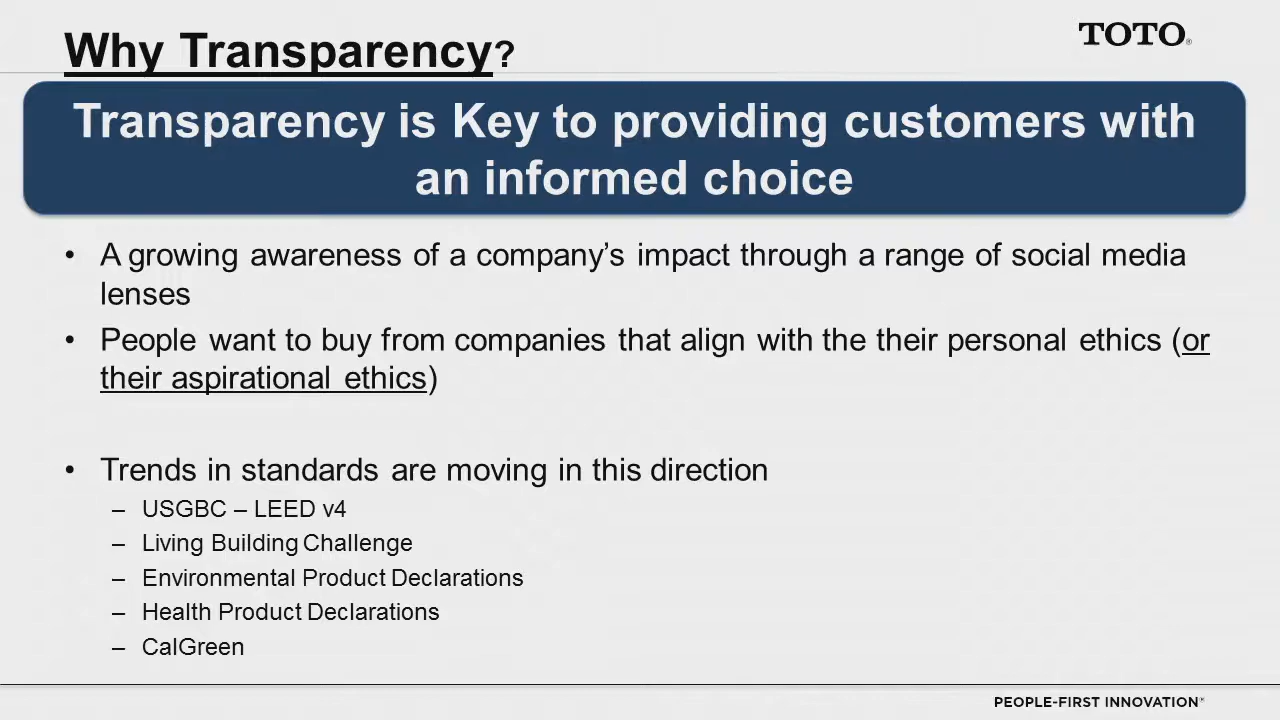 Why Transparency?
TOTO®
Transparency is Key to providing customers with
an informed choice
• A growing awareness of a company’s impact through a range of social media
lenses
• People want to buy from companies that align with the their personal ethics (or
their aspirational ethics)
• Trends in standards are moving in this direction
– USGBC – LEED v4
– Living Building Challenge
– Environmental Product Declarations
– Health Product Declarations
– CalGreen
PEOPLE-FIRST INNOVATION™